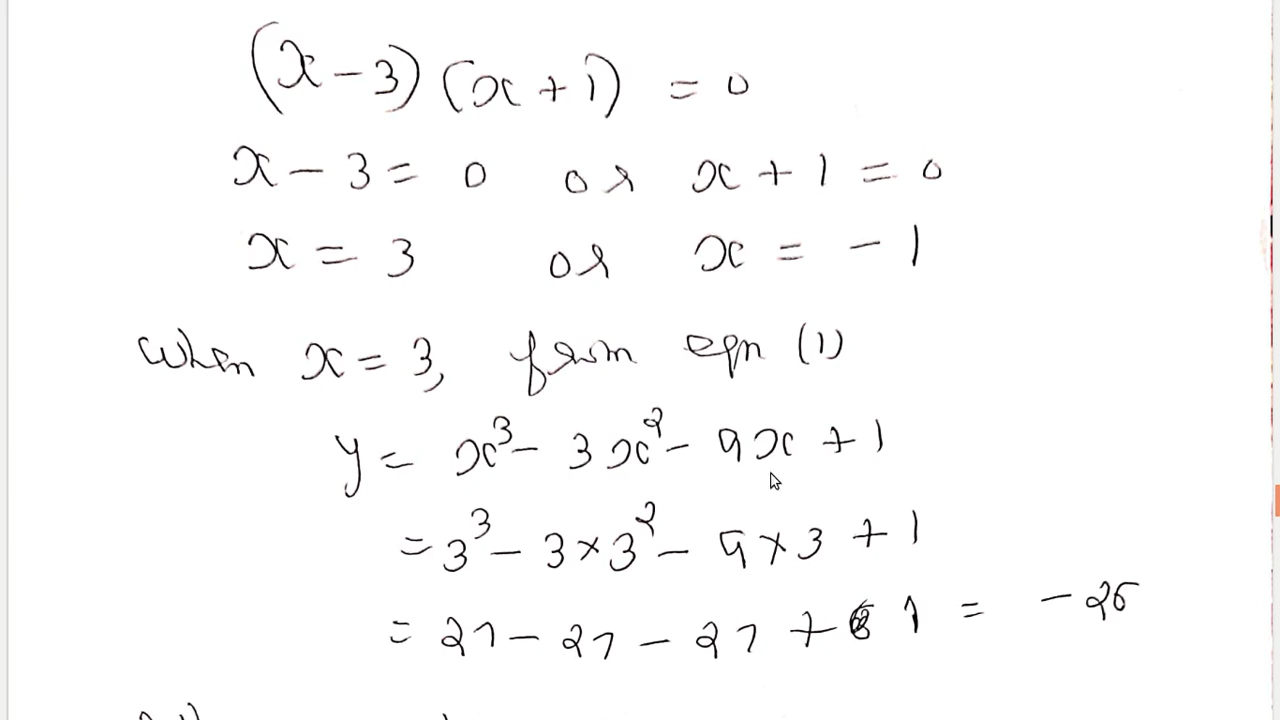 (x - 3) (x + 1) = 0
x - 3 = 0 or x + 1 = 0
x = 3 or x = - 1
When x = 3, from eqn (1)
y = x³ - 3x² - 9x + 1
= 3³ - 3 × 3² - 9 × 3 + 1
= 27 - 27 - 27 + 1 = - 26